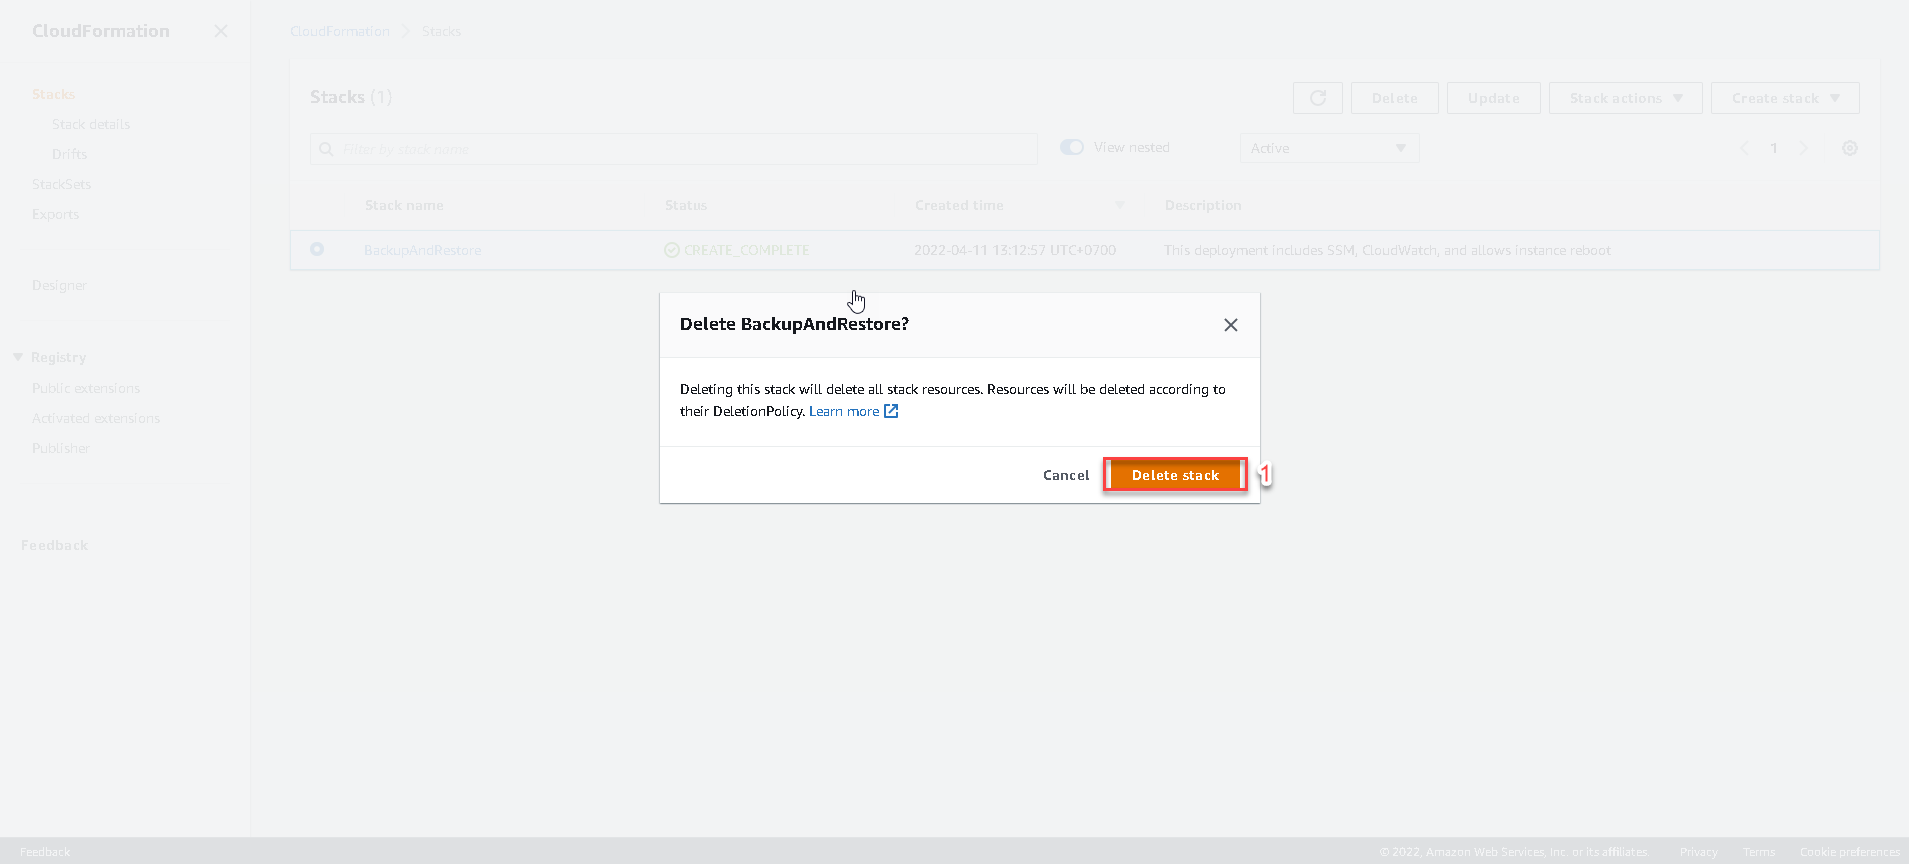 CloudFormation
Stacks
Stack details
Drifts
StackSets
Exports
Designer
Registry
Public extensions
Activated extensions
Publisher
Feedback
CloudFormation > Stacks
Stacks (1)
Delete
Update
Stack actions
Create stack
Filter by stack name
View nested
Active
1
Stack name Status Created time Description
BackupAndRestore CREATE_COMPLETE 2022-04-11 13:12:57 UTC+0700 This deployment includes SSM, CloudWatch, and allows instance reboot
Delete BackupAndRestore?
Deleting this stack will delete all stack resources. Resources will be deleted according to
their DeletionPolicy. Learn more
Cancel Delete stack 1
Feedback © 2022, Amazon Web Services, Inc. or its affiliates. Privacy Terms Cookie preferences